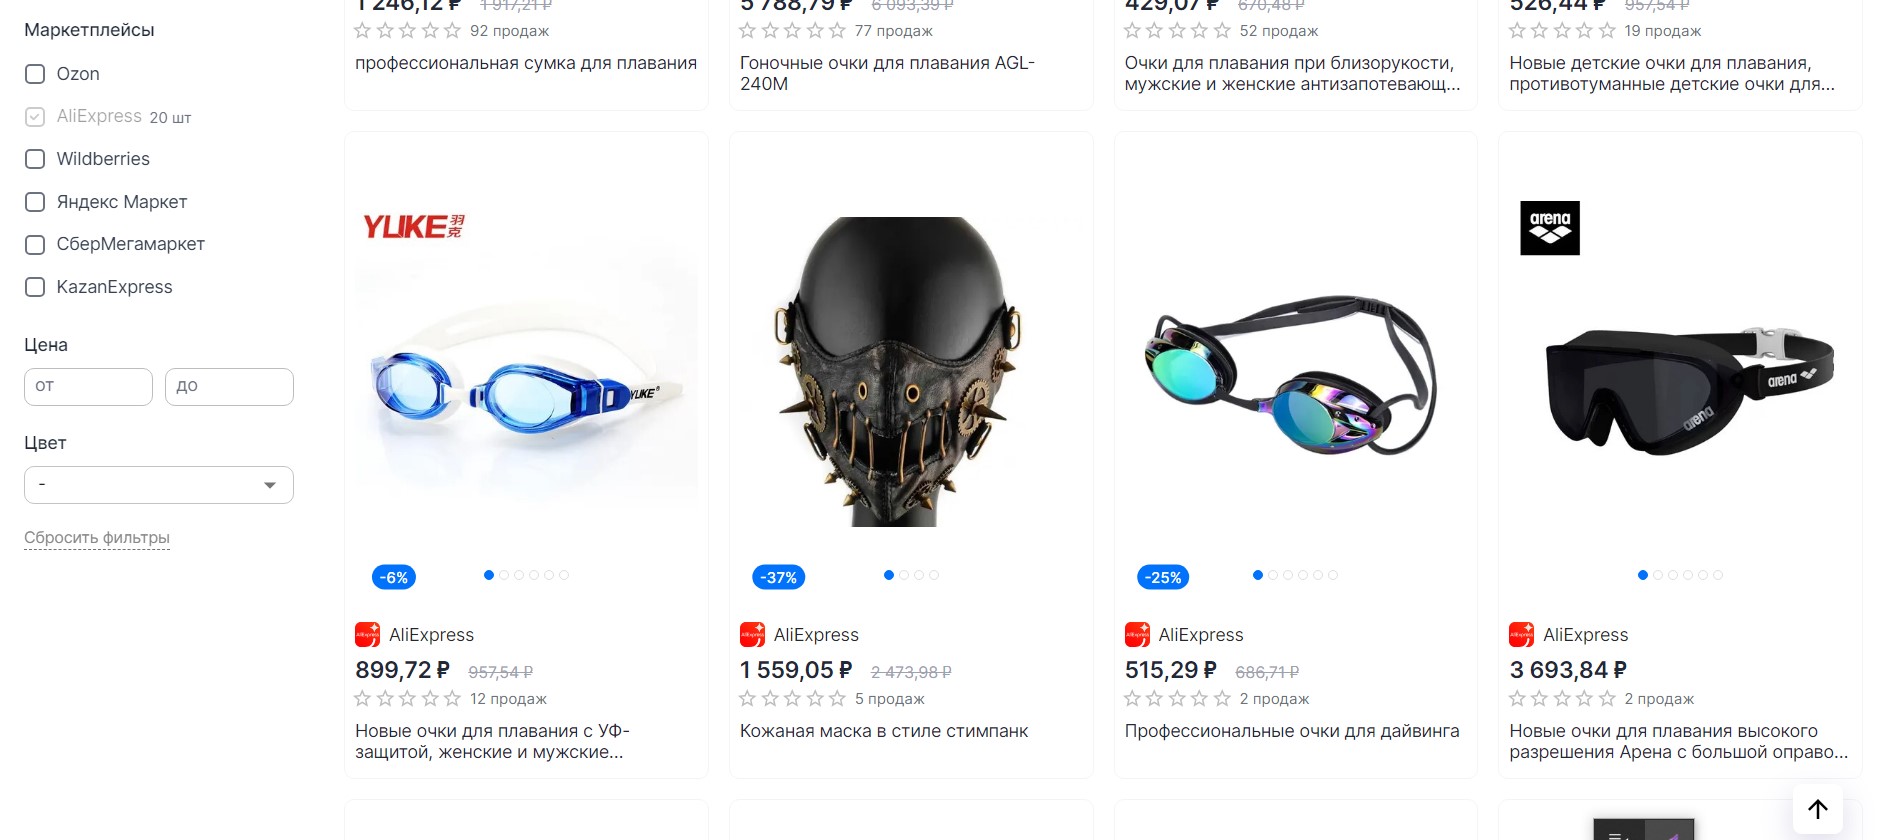 Маркетплейсы
Ozon
AliExpress 20 шт
Wildberries
Яндекс Маркет
СберМегамаркет
KazanExpress
Цена
от
до
Цвет
-
Сбросить фильтры
1 246,12 ₽ 1 917,21 ₽
92 продаж
профессиональная сумка для плавания
5 788,79 ₽ 6 093,39 ₽
77 продаж
Гоночные очки для плавания AGL-
240M
429,07 ₽ 670,48 ₽
52 продаж
Очки для плавания при близорукости,
мужские и женские антизапотевающ...
526,44 ₽ 957,54 ₽
19 продаж
Новые детские очки для плавания,
противотуманные детские очки для...
YUKE 羽克
YUKE
-6%
AliExpress
899,72 ₽ 957,54 ₽
12 продаж
Новые очки для плавания с УФ-
защитой, женские и мужские...
-37%
AliExpress
1 559,05 ₽ 2 473,98 ₽
5 продаж
Кожаная маска в стиле стимпанк
-25%
AliExpress
515,29 ₽ 686,71 ₽
2 продаж
Профессиональные очки для дайвинга
arena
arena
arena
AliExpress
3 693,84 ₽
2 продаж
Новые очки для плавания высокого
разрешения Арена с большой оправо...